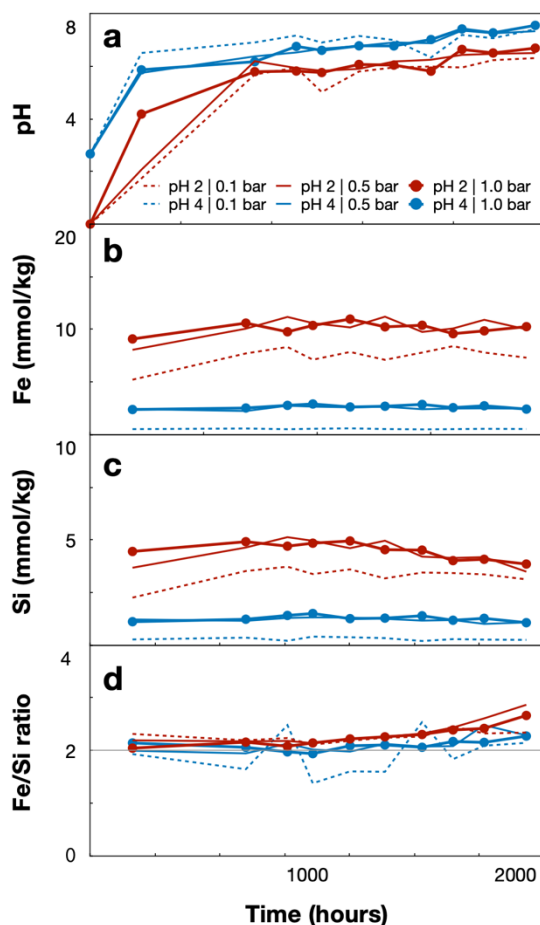 8
a
pH
4
pH 2 | 0.1 bar pH 2 | 0.5 bar pH 2 | 1.0 bar
pH 4 | 0.1 bar pH 4 | 0.5 bar pH 4 | 1.0 bar
20
b
Fe (mmol/kg)
10
10
c
Si (mmol/kg)
5
4
d
Fe/Si ratio
2
0
1000 2000
Time (hours)